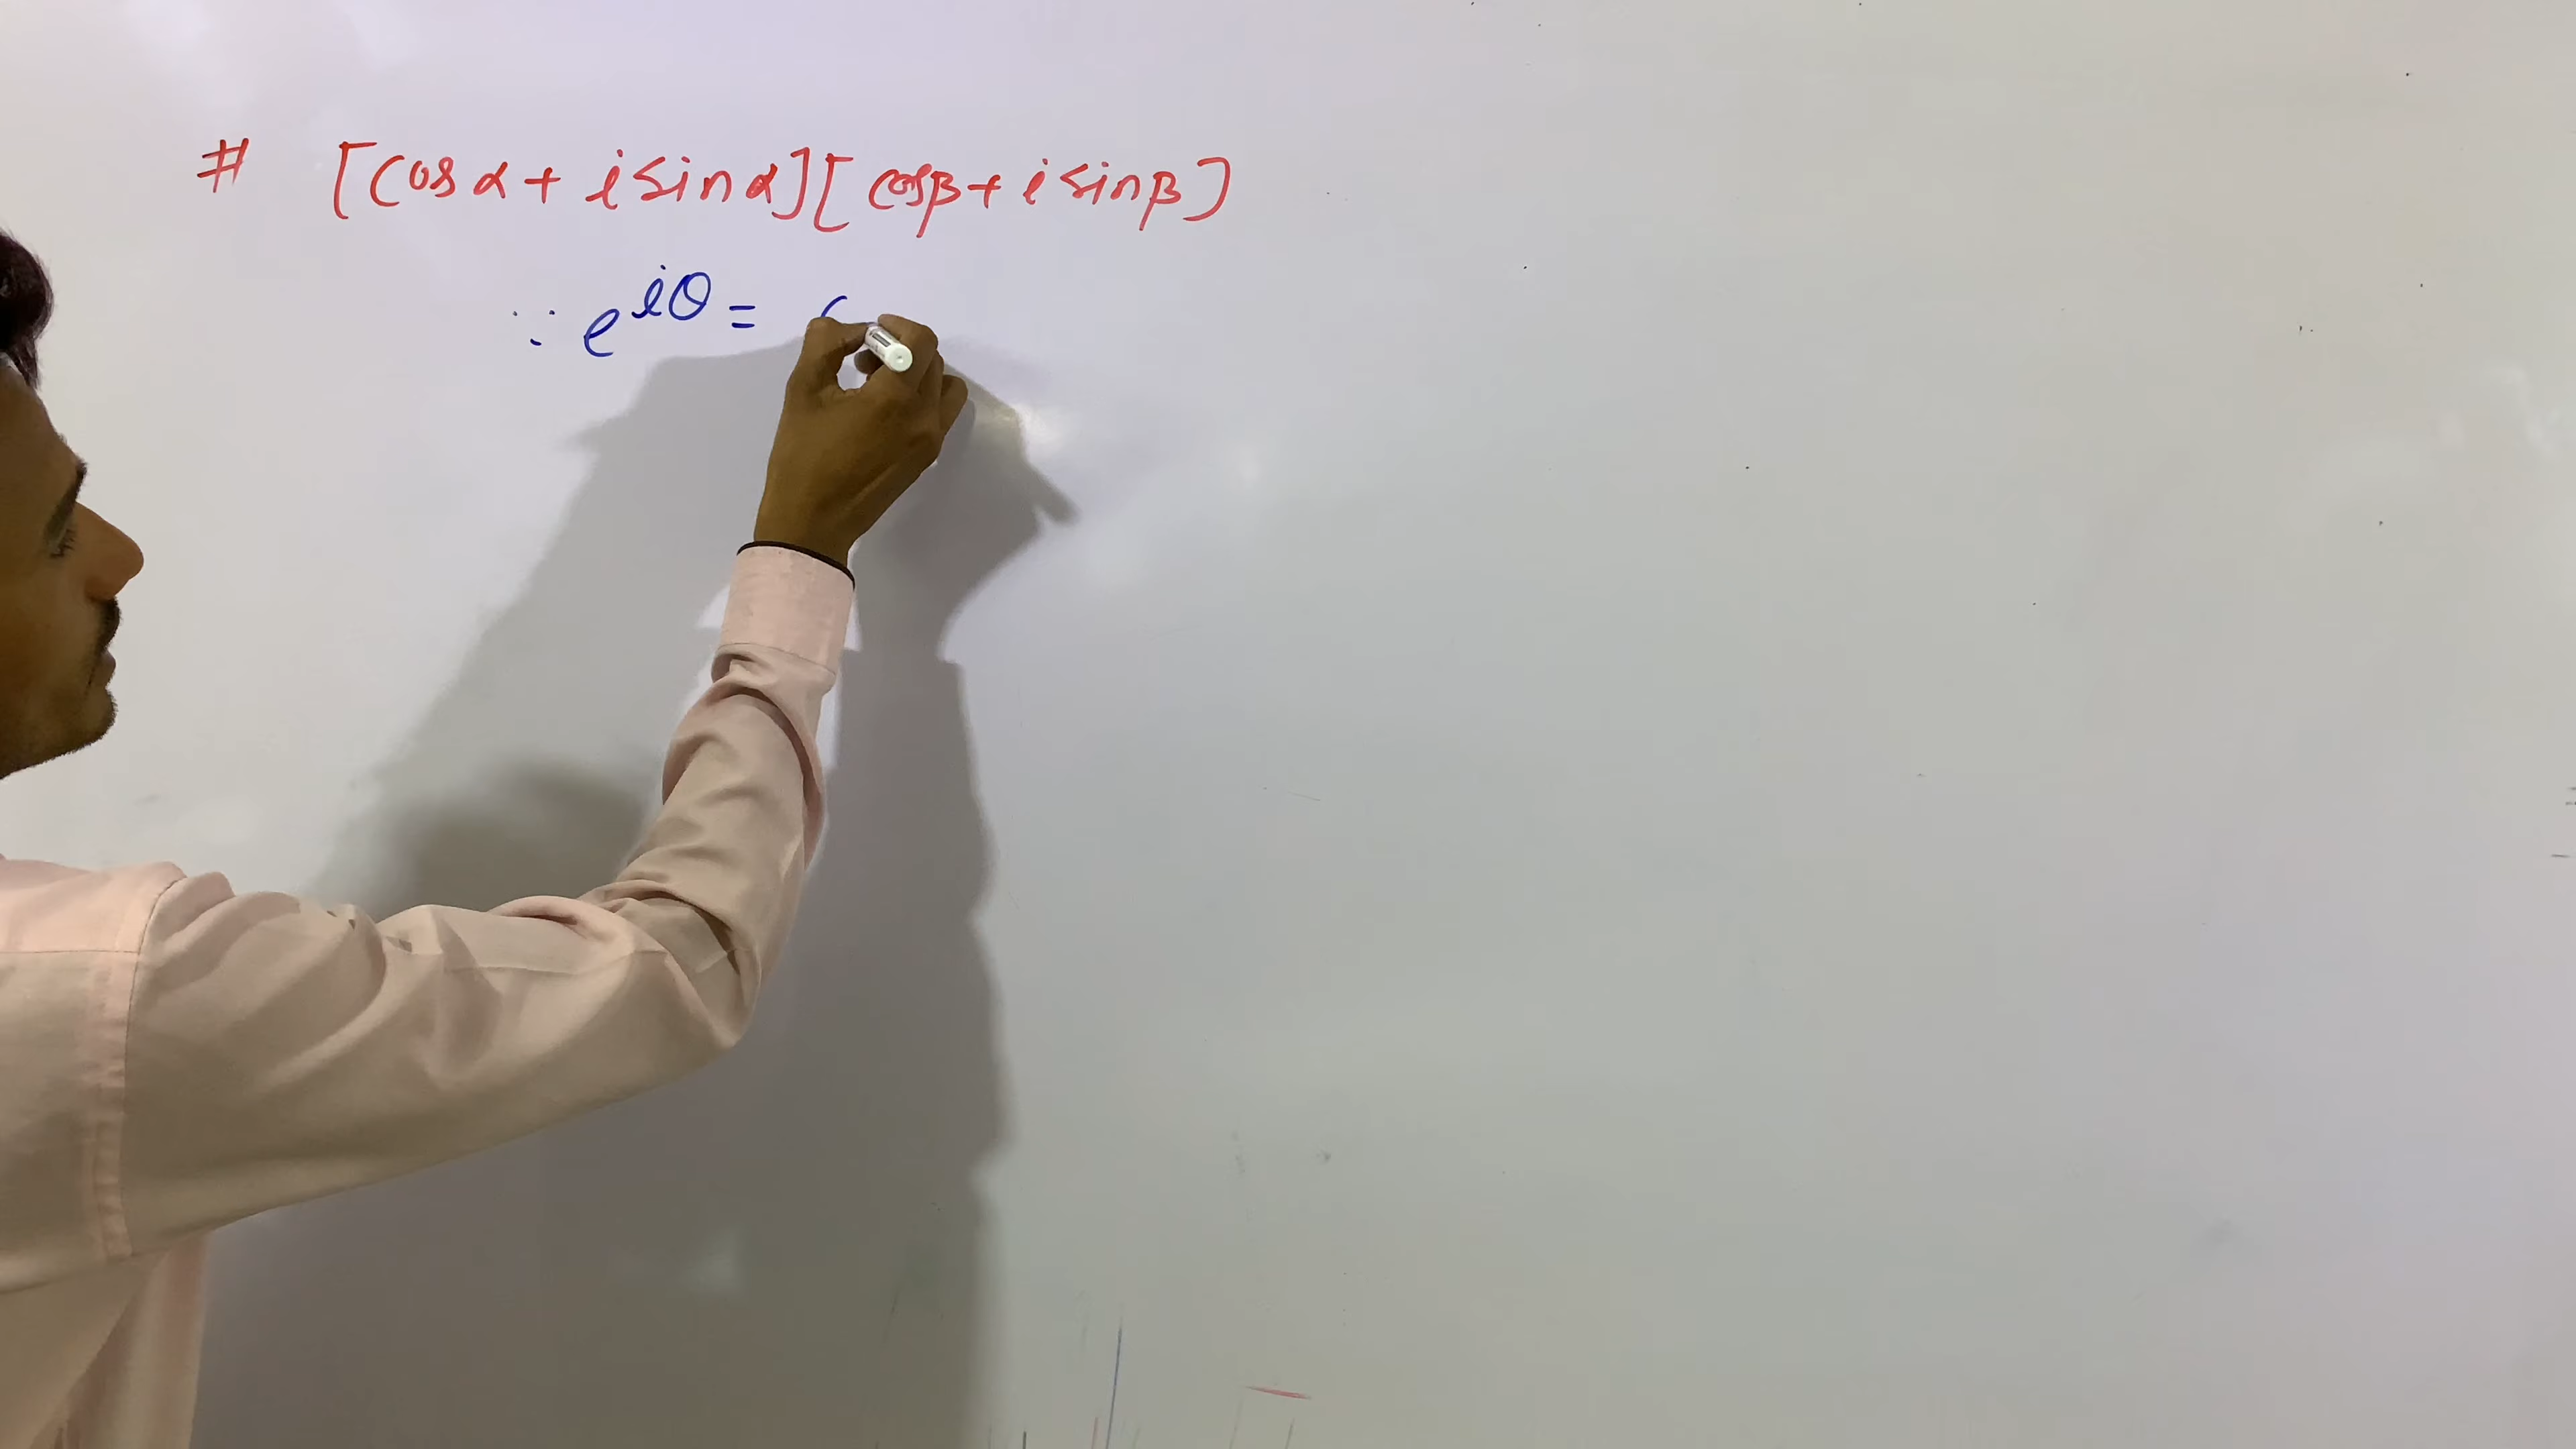 # [cos α + i sin α][cos β + i sin β]
∵ e^{iθ} = C